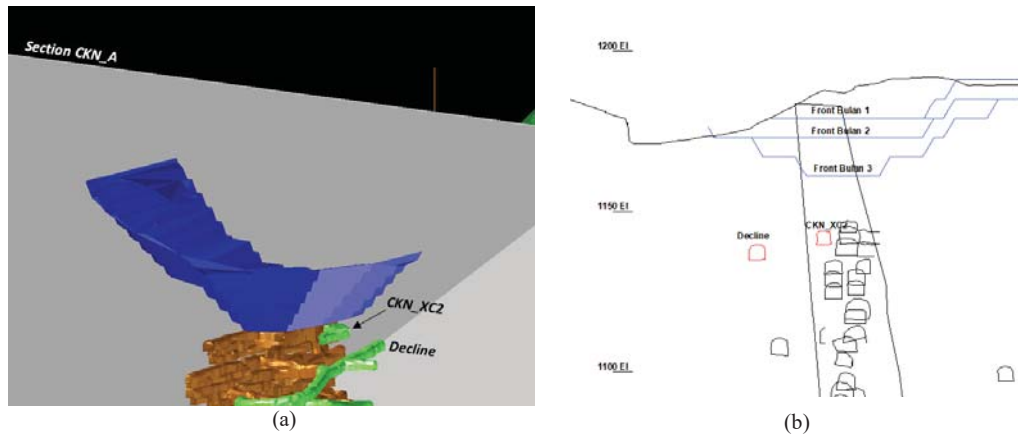 Section CKN_A
CKN_XC2
Decline
(a)
1200 El
Front Bulan 1
Front Bulan 2
Front Bulan 3
1150 El
CKN_XC2
Decline
1100 El
(b)